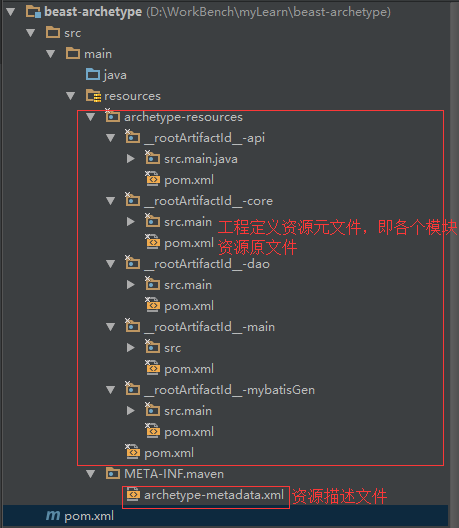 beast-archetype (D:\WorkBench\myLearn\beast-archetype)
src
main
java
resources
archetype-resources
__rootArtifactId__-api
src.main.java
pom.xml
__rootArtifactId__-core
src.main
工程定义资源元文件，即各个模块
pom.xml
资源原文件
__rootArtifactId__-dao
src.main
pom.xml
__rootArtifactId__-main
src
pom.xml
__rootArtifactId__-mybatisGen
src.main
pom.xml
pom.xml
META-INF.maven
archetype-metadata.xml 资源描述文件
m pom.xml